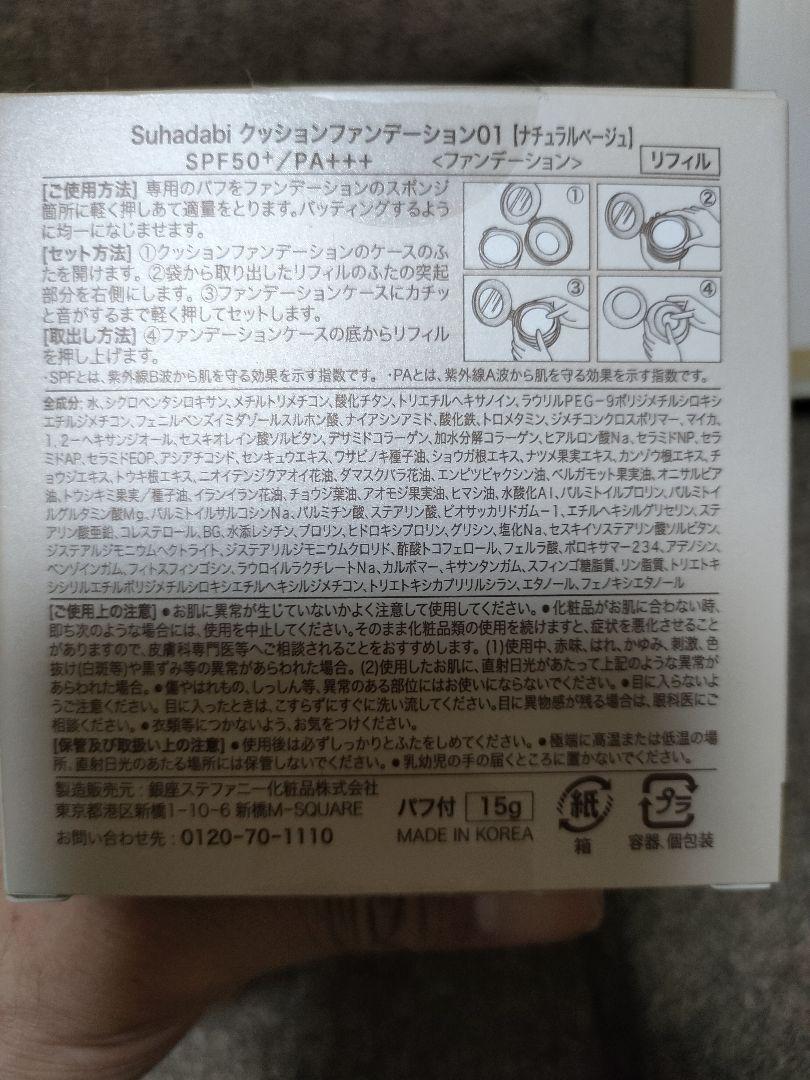 Suhadabi クッションファンデーション01【ナチュラルベージュ】
SPF50+/PA+++ <ファンデーション> リフィル
[ご使用方法] 専用のパフをファンデーションのスポンジ
箇所に軽く押しあて適量をとります。パッティングするよう
に均一になじませます。
[セット方法] ①クッションファンデーションのケースのふ
たを開けます。②袋から取り出したリフィルのふたの突起
部分を右側にします。③ファンデーションケースにカチッ
と音がするまで軽く押してセットします。
[取出し方法] ④ファンデーションケースの底からリフィル
を押し上げます。
① ②
③ ④
・SPFとは、紫外線B波から肌を守る効果を示す指数です。・PAとは、紫外線A波から肌を守る効果を示す指数です。
全成分:水、シクロペンタシロキサン、メチルトリメチコン、酸化チタン、トリエチルヘキサノイン、ラウリルPEG-9ポリジメチルシロキシ
エチルジメチコン、フェニルベンズイミダゾールスルホン酸、ナイアシンアミド、酸化鉄、トロメタミン、ジメチコンクロスポリマー、マイカ、
1,2-ヘキサンジオール、セスキオレイン酸ソルビタン、デサミドコラーゲン、加水分解コラーゲン、ヒアルロン酸Na、セラミドNP、セラ
ミドAP、セラミドEOP、アシアチコシド、センキュウエキス、ワサビノキ種子油、ショウガ根エキス、ナツメ果実エキス、カンゾウ根エキス、チ
ョウジエキス、トウキ根エキス、ニオイテンジクアオイ花油、ダマスクバラ花油、エンピツビャクシン油、ベルガモット果実油、オニサルビア
油、トウシキミ果実/種子油、イランイラン花油、チョウジ葉油、アオモジ果実油、ヒマシ油、水酸化Al、パルミトイルプロリン、パルミトイ
ルグルタミン酸Mg、パルミトイルサルコシンNa、パルミチン酸、ステアリン酸、ビオサッカリドガム-1、エチルヘキシルグリセリン、ステ
アリン酸亜鉛、コレステロール、BG、水添レシチン、プロリン、ヒドロキシプロリン、グリシン、塩化Na、セスキイソステアリン酸ソルビタン、
ジステアルジモニウムヘクトライト、ジステアリルジモニウムクロリド、酢酸トコフェロール、フェルラ酸、ポロキサマー234、アデノシン、
ベンゾインガム、フィトスフィンゴシン、ラウロイルラクチレートNa、カルボマー、キサンタンガム、スフィンゴ糖脂質、リン脂質、トリエトキ
シシリルエチルポリジメチルシロキシエチルヘキシルジメチコン、トリエトキシカプリリルシラン、エタノール、フェノキシエタノール
[ご使用上の注意] ●お肌に異常が生じていないかよく注意して使用してください。●化粧品がお肌に合わない時、
即ち次のような場合には、使用を中止してください。そのまま化粧品類の使用を続けますと、症状を悪化させること
がありますので、皮膚科専門医等へご相談されることをおすすめします。(1)使用中、赤味、はれ、かゆみ、刺激、色
抜け(白斑等)や黒ずみ等の異常があらわれた場合。(2)使用したお肌に、直射日光があたって上記のような異常が
あらわれた場合。●傷やはれもの、しっしん等、異常のある部位にはお使いにならないでください。●目に入らないよ
うご注意ください。目に入ったときは、こすらずにすぐに洗い流してください。目に異物感が残る場合は、眼科医にご
相談ください。●衣類等につかないよう、お気をつけください。
[保管及び取扱い上の注意] ●使用後は必ずしっかりとふたをしめてください。●極端に高温または低温の場
所、直射日光のあたる場所には保管しないでください。●乳幼児の手の届くところに置かないでください。
製造販売元:銀座ステファニー化粧品株式会社
東京都港区新橋1-10-6 新橋M-SQUARE
お問い合わせ先:0120-70-1110
パフ付 15g
MADE IN KOREA
紙
箱
プラ
容器、個包装